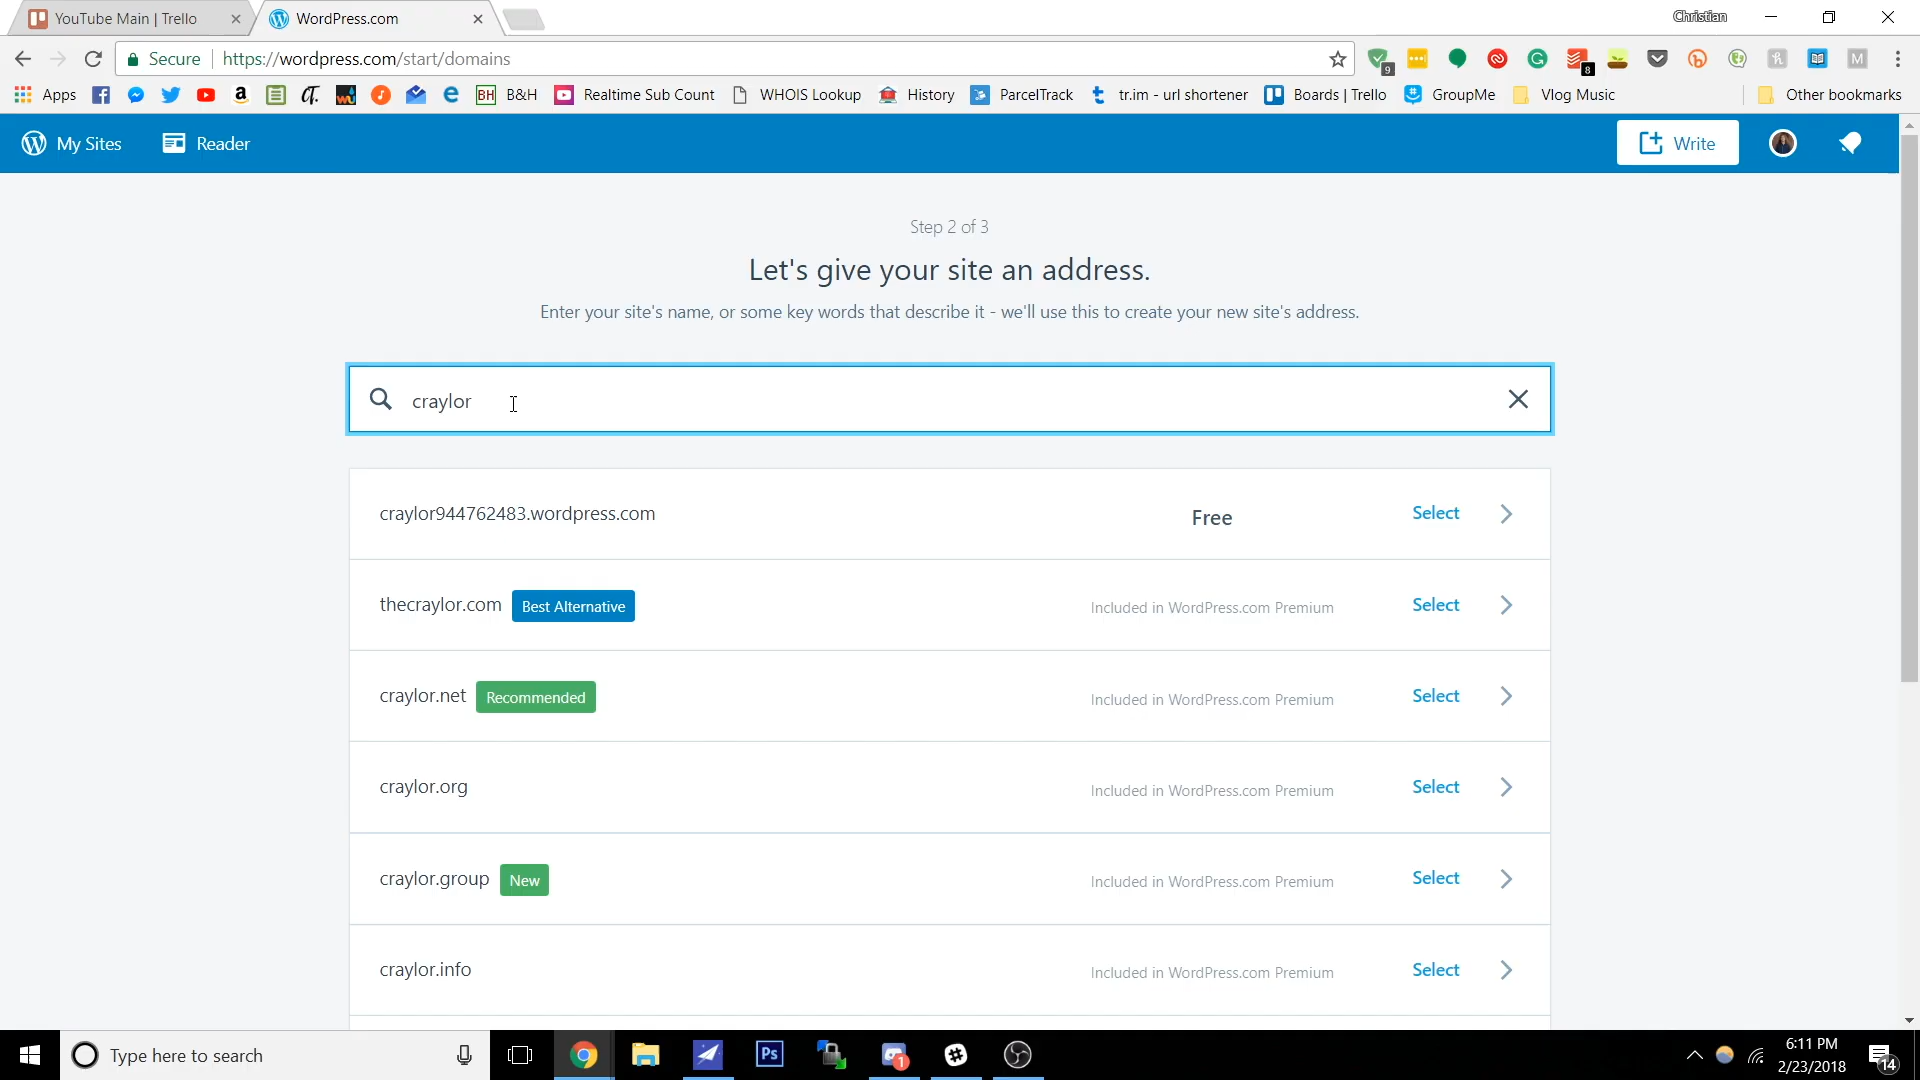 YouTube Main | Trello
WordPress.com
Christian
Secure
https://wordpress.com/start/domains
9
8
Apps
BH B&H
Realtime Sub Count
WHOIS Lookup
History
ParcelTrack
tr.im - url shortener
Boards | Trello
GroupMe
Vlog Music
Other bookmarks
My Sites
Reader
Write
Step 2 of 3
Let's give your site an address.
Enter your site's name, or some key words that describe it - we'll use this to create your new site's address.
craylor
craylor944762483.wordpress.com
Free
Select
thecraylor.com
Best Alternative
Included in WordPress.com Premium
Select
craylor.net
Recommended
Included in WordPress.com Premium
Select
craylor.org
Included in WordPress.com Premium
Select
craylor.group
New
Included in WordPress.com Premium
Select
craylor.info
Included in WordPress.com Premium
Select
Type here to search
Ps
1
6:11 PM
2/23/2018
14